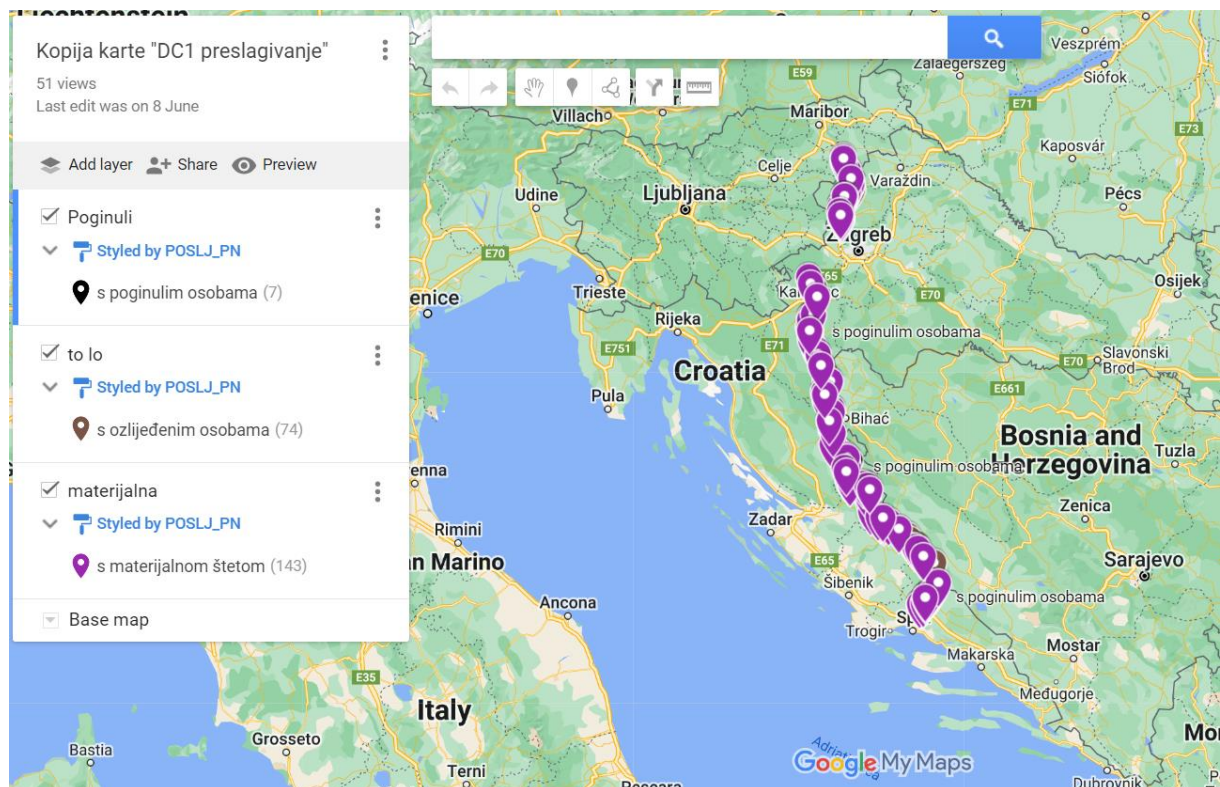 Kopija karte "DC1 preslagivanje"
51 views
Last edit was on 8 June
Add layer Share Preview
Poginuli
Styled by POSLJ_PN
s poginulim osobama (7)
to lo
Styled by POSLJ_PN
s ozlijeđenim osobama (74)
materijalna
Styled by POSLJ_PN
s materijalnom štetom (143)
Base map
Veszprém
Zalaegerszeg
Siófok
E59
E71
E73
Villach
Maribor
Kaposvár
Celje
Varaždin
Udine
Ljubljana
Pécs
Zagreb
E70
Trieste
E65
E70
Osijek
Rijeka
s poginulim osobama
E751
E71
E70
Slavonski
Brod
Croatia
E661
Pula
Bihać
Bosnia and
Herzegovina
Tuzla
s poginulim osobama
Zenica
Zadar
Rimini
San Marino
E65
Sarajevo
Šibenik
s poginulim osobama
Ancona
Trogir
Mostar
Makarska
E35
Međugorje
Italy
Grosseto
Bastia
Terni
Google My Maps
Dubrovnik